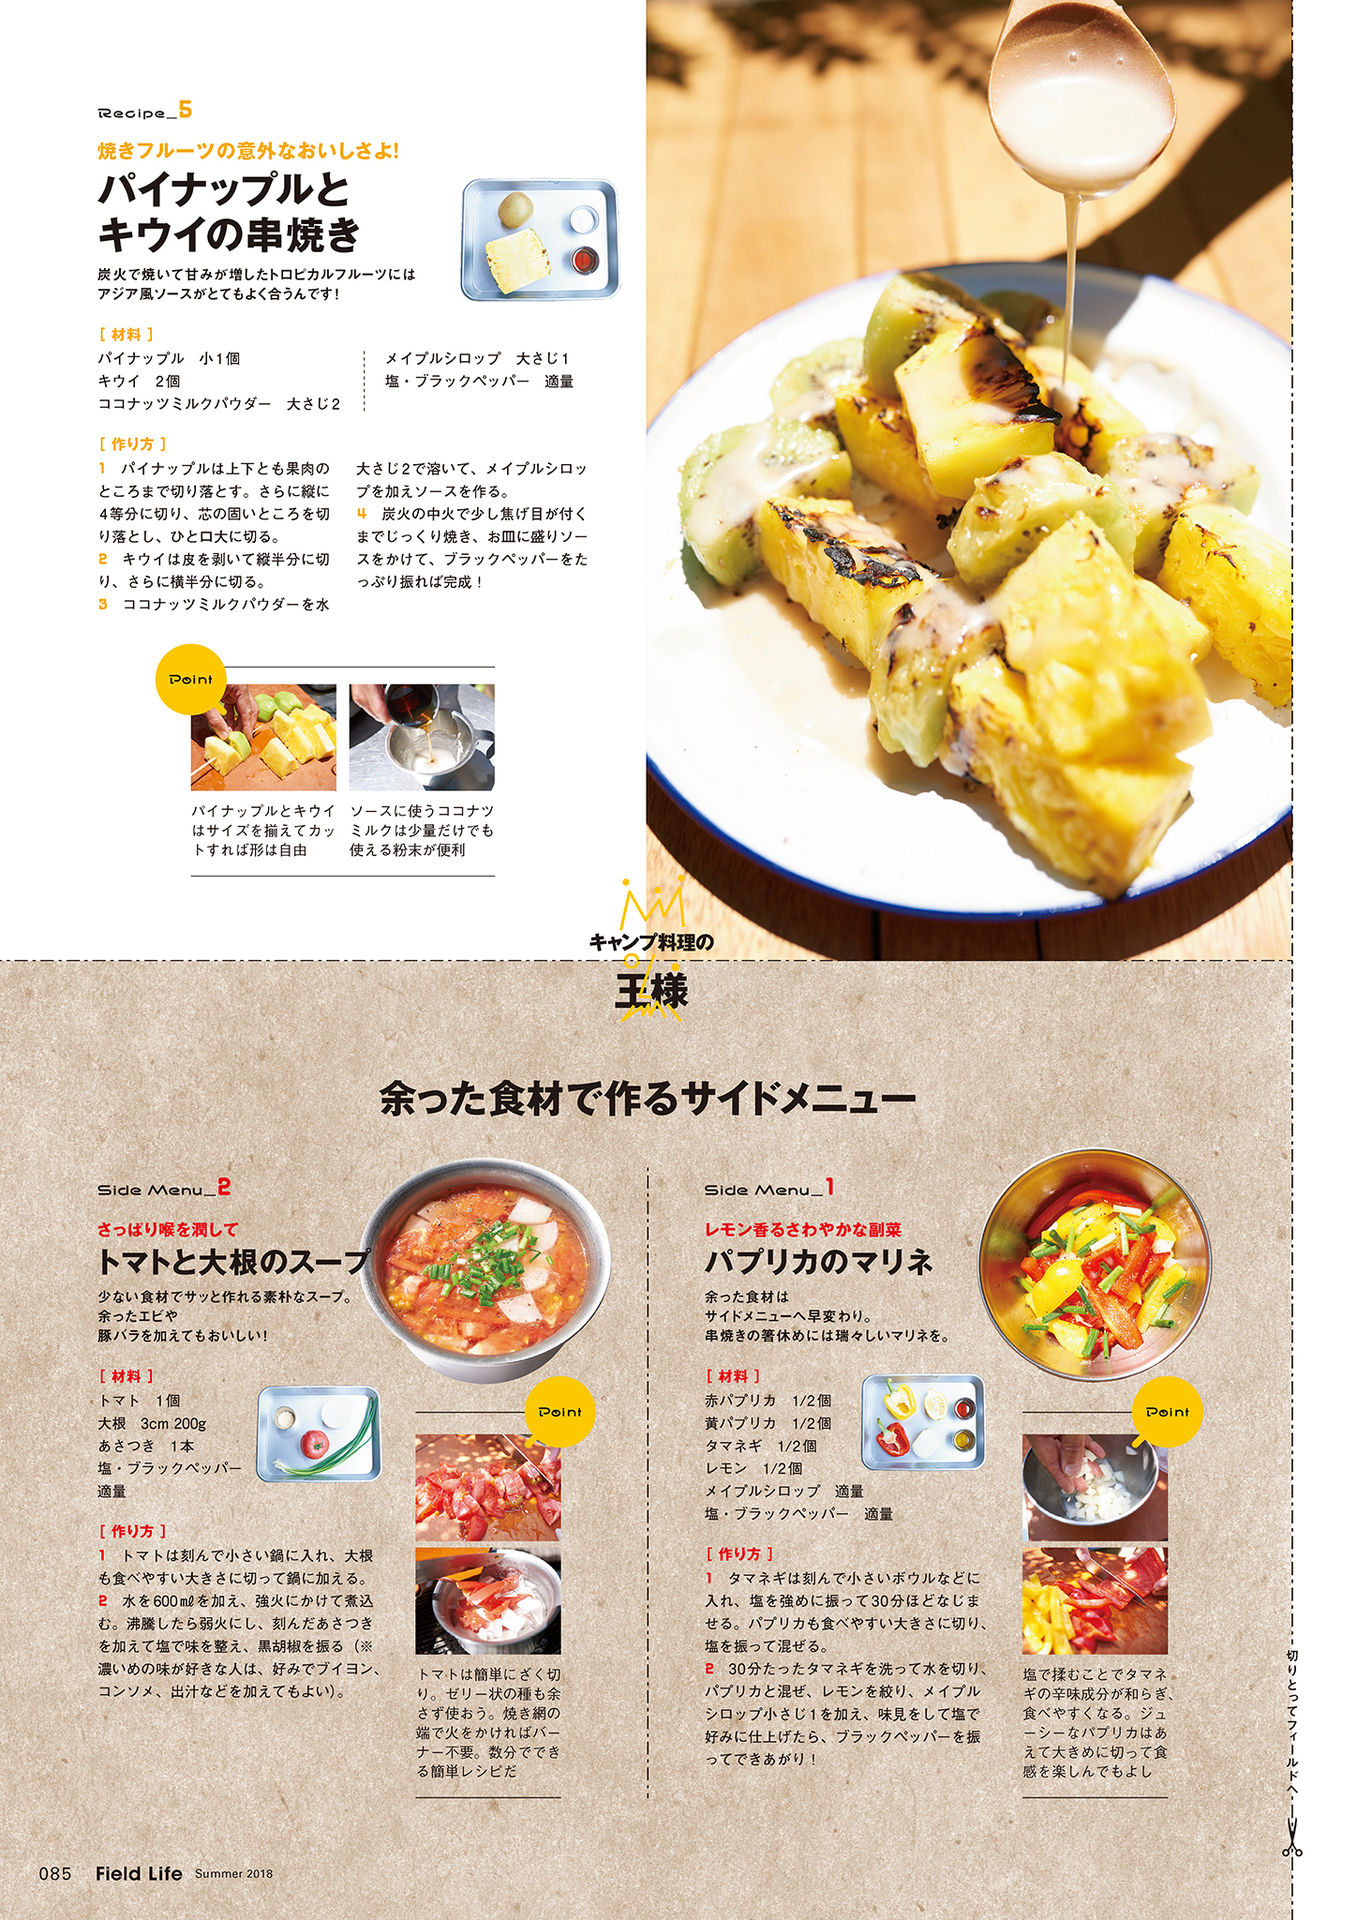 Recipe_5
焼きフルーツの意外なおいしさよ!
パイナップルと
キウイの串焼き
炭火で焼いて甘みが増したトロピカルフルーツには
アジア風ソースがとてもよく合うんです!
[ 材料 ]
パイナップル　小1個
キウイ　2個
ココナッツミルクパウダー　大さじ2
メイプルシロップ　大さじ1
塩・ブラックペッパー　適量
[ 作り方 ]
1　パイナップルは上下とも果肉の
ところまで切り落とす。さらに縦に
4等分に切り、芯の固いところを切
り落とし、ひと口大に切る。
2　キウイは皮を剥いて縦半分に切
り、さらに横半分に切る。
3　ココナッツミルクパウダーを水
大さじ2で溶いて、メイプルシロッ
プを加えソースを作る。
4　炭火の中火で少し焦げ目が付く
までじっくり焼き、お皿に盛りソー
スをかけて、ブラックペッパーをた
っぷり振れば完成!
Point
パイナップルとキウイ
はサイズを揃えてカッ
トすれば形は自由
ソースに使うココナツ
ミルクは少量だけでも
使える粉末が便利
キャンプ料理の
王様
余った食材で作るサイドメニュー
Side Menu_2
さっぱり喉を潤して
トマトと大根のスープ
少ない食材でサッと作れる素朴なスープ。
余ったエビや
豚バラを加えてもおいしい!
[ 材料 ]
トマト　1個
大根　3cm 200g
あさつき　1本
塩・ブラックペッパー
適量
[ 作り方 ]
1　トマトは刻んで小さい鍋に入れ、大根
も食べやすい大きさに切って鍋に加える。
2　水を600㎖を加え、強火にかけて煮込
む。沸騰したら弱火にし、刻んだあさつき
を加えて塩で味を整え、黒胡椒を振る（※
濃いめの味が好きな人は、好みでブイヨン、
コンソメ、出汁などを加えてもよい）。
Point
トマトは簡単にざく切
り。ゼリー状の種も余
さず使おう。焼き網の
端で火をかければバー
ナー不要。数分ででき
る簡単レシピだ
Side Menu_1
レモン香るさわやかな副菜
パプリカのマリネ
余った食材は
サイドメニューへ早変わり。
串焼きの箸休めには瑞々しいマリネを。
[ 材料 ]
赤パプリカ　1/2個
黄パプリカ　1/2個
タマネギ　1/2個
レモン　1/2個
メイプルシロップ　適量
塩・ブラックペッパー　適量
[ 作り方 ]
1　タマネギは刻んで小さいボウルなどに
入れ、塩を強めに振って30分ほどなじま
せる。パプリカも食べやすい大きさに切り、
塩を振って混ぜる。
2　30分たったタマネギを洗って水を切り、
パプリカと混ぜ、レモンを絞り、メイプル
シロップ小さじ1を加え、味見をして塩で
好みに仕上げたら、ブラックペッパーを振
ってできあがり!
Point
塩で揉むことでタマネ
ギの辛味成分が和らぎ、
食べやすくなる。ジュ
ーシーなパプリカはあ
えて大きめに切って食
感を楽しんでもよし
切りとってフィールドへ
085 Field Life Summer 2018